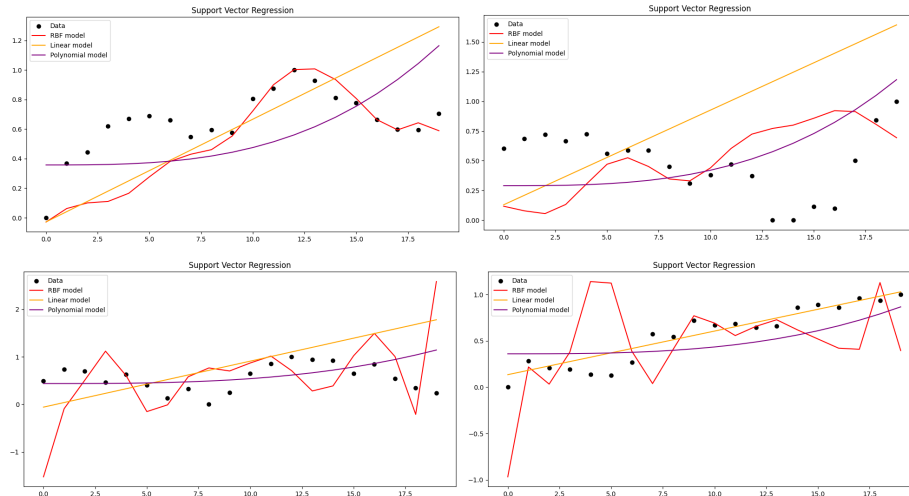 Support Vector Regression
Data
RBF model
Linear model
Polynomial model
1.2
1.0
0.8
0.6
0.4
0.2
0.0
0.0 2.5 5.0 7.5 10.0 12.5 15.0 17.5
Support Vector Regression
Data
RBF model
Linear model
Polynomial model
1.50
1.25
1.00
0.75
0.50
0.25
0.00
0.0 2.5 5.0 7.5 10.0 12.5 15.0 17.5
Support Vector Regression
Data
RBF model
Linear model
Polynomial model
2
1
0
−1
0.0 2.5 5.0 7.5 10.0 12.5 15.0 17.5
Support Vector Regression
Data
RBF model
Linear model
Polynomial model
1.0
0.5
0.0
−0.5
−1.0
0.0 2.5 5.0 7.5 10.0 12.5 15.0 17.5